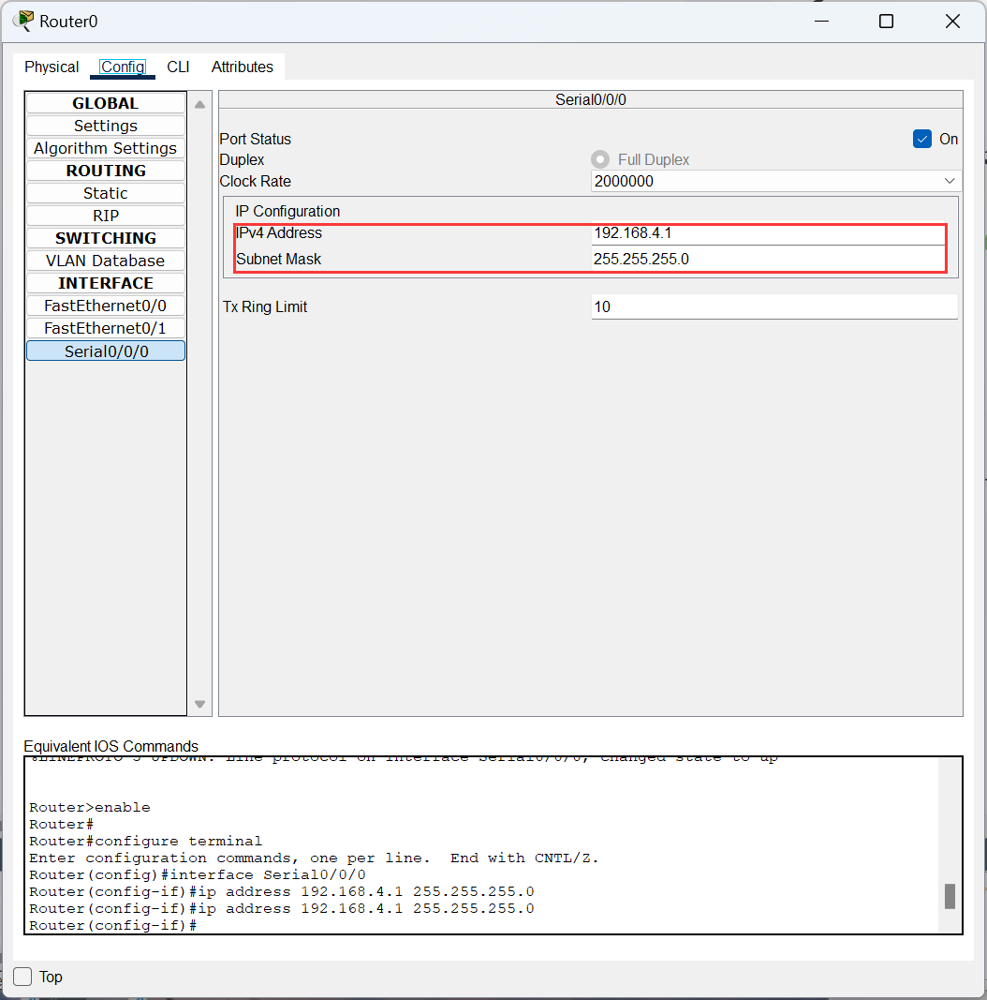 Router0
Physical Config CLI Attributes
GLOBAL
Settings
Algorithm Settings
ROUTING
Static
RIP
SWITCHING
VLAN Database
INTERFACE
FastEthernet0/0
FastEthernet0/1
Serial0/0/0
Serial0/0/0
Port Status On
Duplex Full Duplex
Clock Rate 2000000
IP Configuration
IPv4 Address 192.168.4.1
Subnet Mask 255.255.255.0
Tx Ring Limit 10
Equivalent IOS Commands
%LINEPROTO-5-UPDOWN: Line protocol on Interface Serial0/0/0, changed state to up
Router>enable
Router#
Router#configure terminal
Enter configuration commands, one per line.  End with CNTL/Z.
Router(config)#interface Serial0/0/0
Router(config-if)#ip address 192.168.4.1 255.255.255.0
Router(config-if)#ip address 192.168.4.1 255.255.255.0
Router(config-if)#
Top